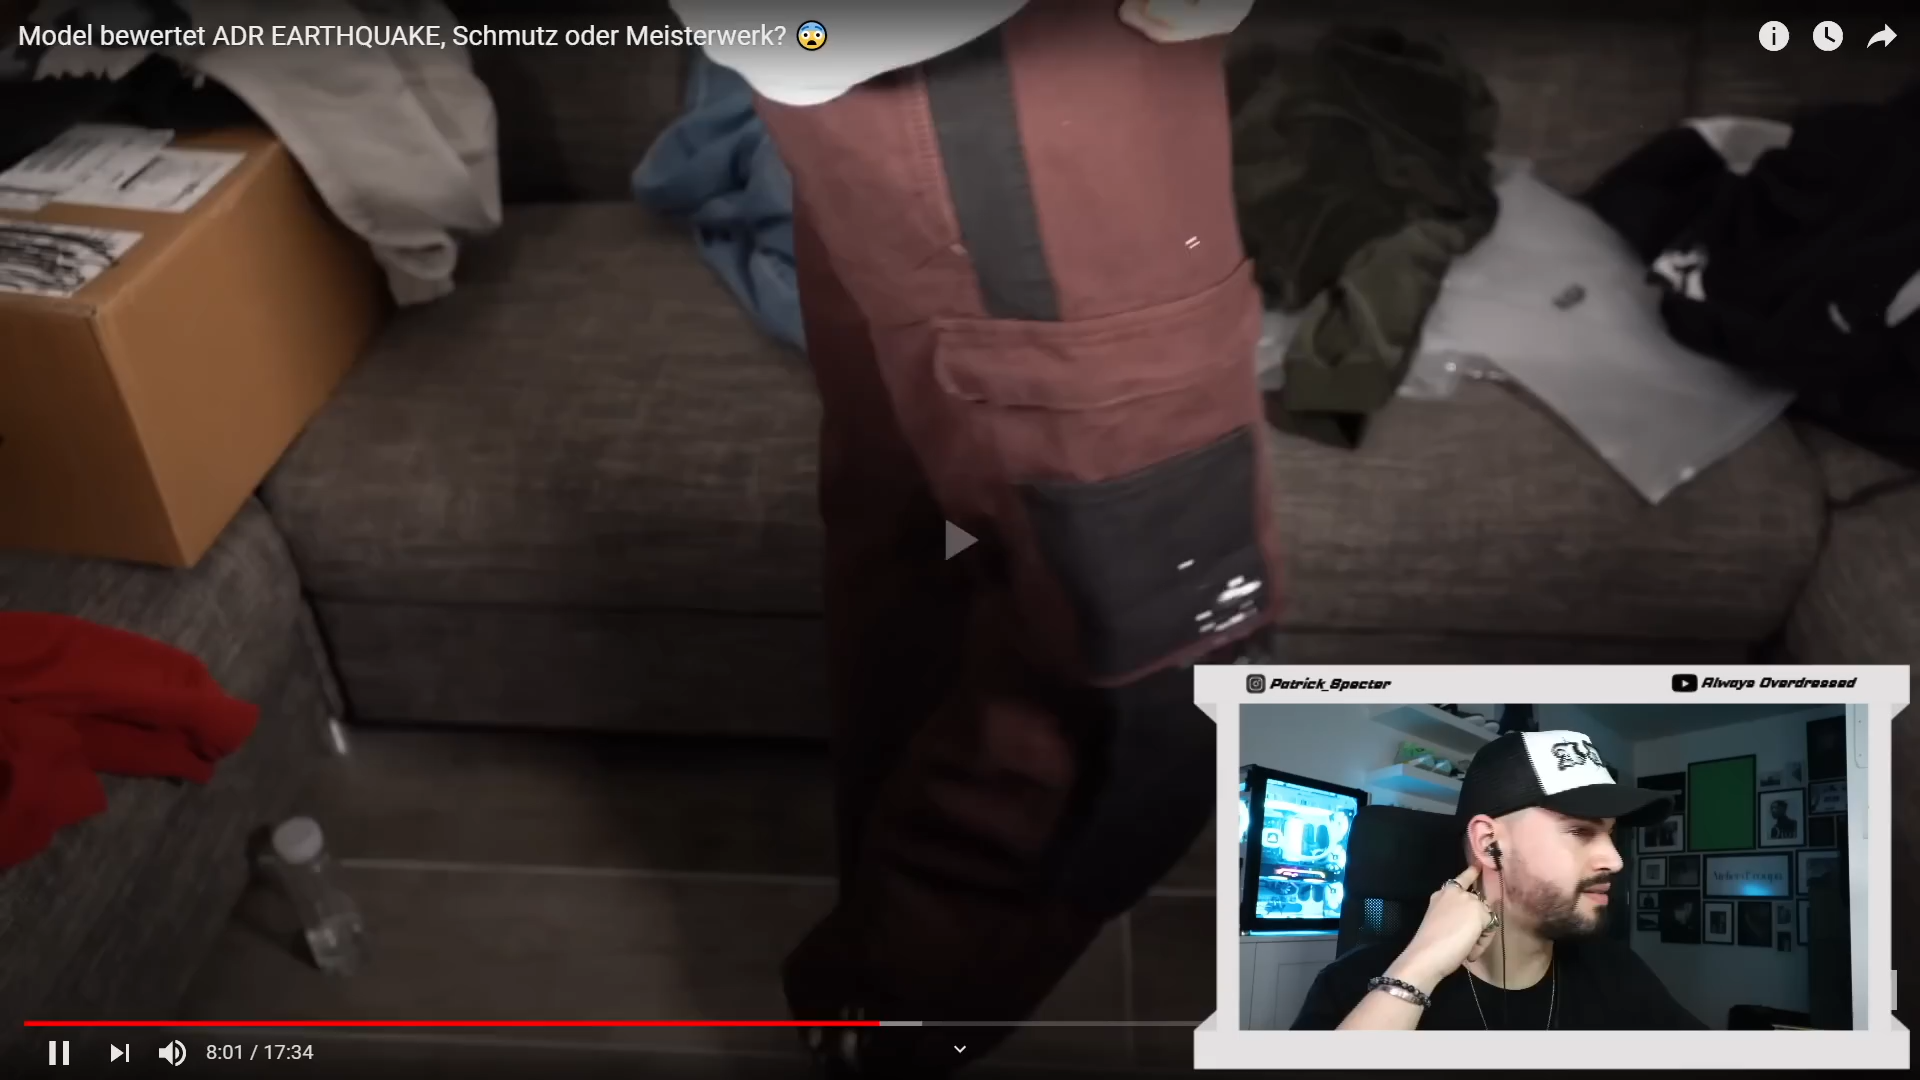 Model bewertet ADR EARTHQUAKE, Schmutz oder Meisterwerk? 😨
Patrick_Specter
Always Overdressed
8:01 / 17:34